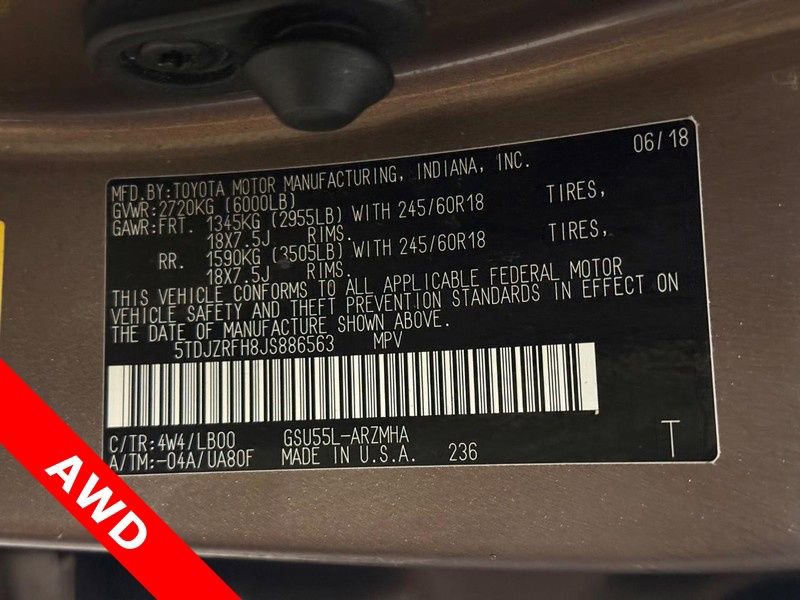 06/18
MFD.BY:TOYOTA MOTOR MANUFACTURING, INDIANA, INC.
GVWR:2720KG (6000LB)
GAWR:FRT. 1345KG (2955LB) WITH 245/60R18 TIRES,
18X7.5J RIMS.
RR. 1590KG (3505LB) WITH 245/60R18 TIRES,
18X7.5J RIMS.
THIS VEHICLE CONFORMS TO ALL APPLICABLE FEDERAL MOTOR
VEHICLE SAFETY AND THEFT PREVENTION STANDARDS IN EFFECT ON
THE DATE OF MANUFACTURE SHOWN ABOVE.
5TDJZRFH8JS886563 MPV
C/TR:4W4/LB00 GSU55L-ARZMHA
A/TM:-04A/UA80F MADE IN U.S.A. 236
T
AWD